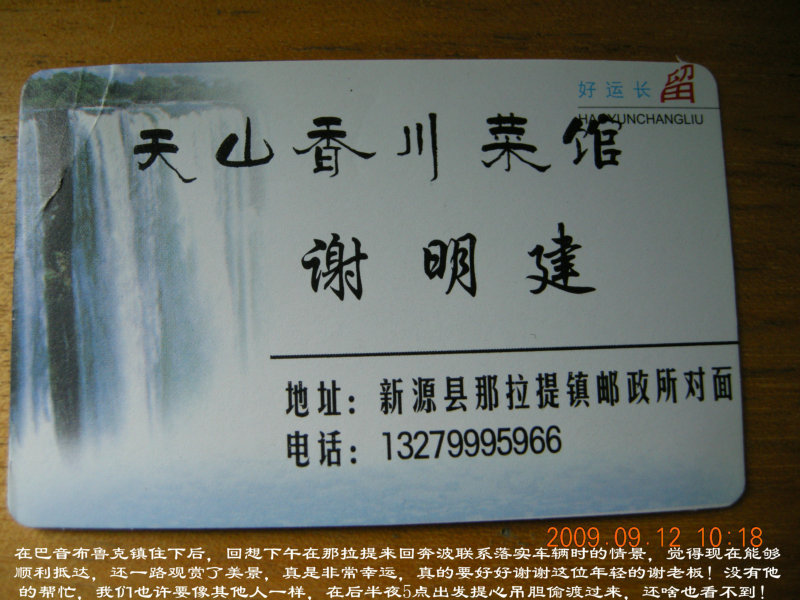 好运长留
HAOYUNCHANGLIU
天山香川菜馆
谢明建
地址：新源县那拉提镇邮政所对面
电话：13279995966
2009.09.12 10:18
在巴音布鲁克镇住下后，回想下午在那拉提来回奔波联系落实车辆时的情景，觉得现在能够
顺利抵达，还一路观赏了美景，真是非常幸运，真的要好好谢谢这位年轻的谢老板！没有他
的帮忙，我们也许要像其他人一样，在后半夜5点出发提心吊胆偷渡过来，还啥也看不到！